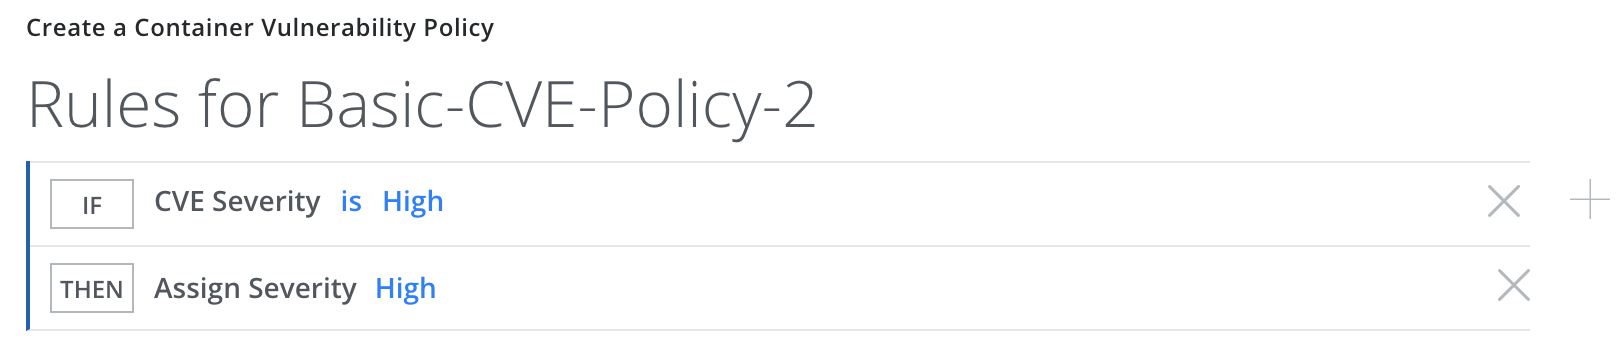 Create a Container Vulnerability Policy
Rules for Basic-CVE-Policy-2
IF CVE Severity is High
THEN Assign Severity High